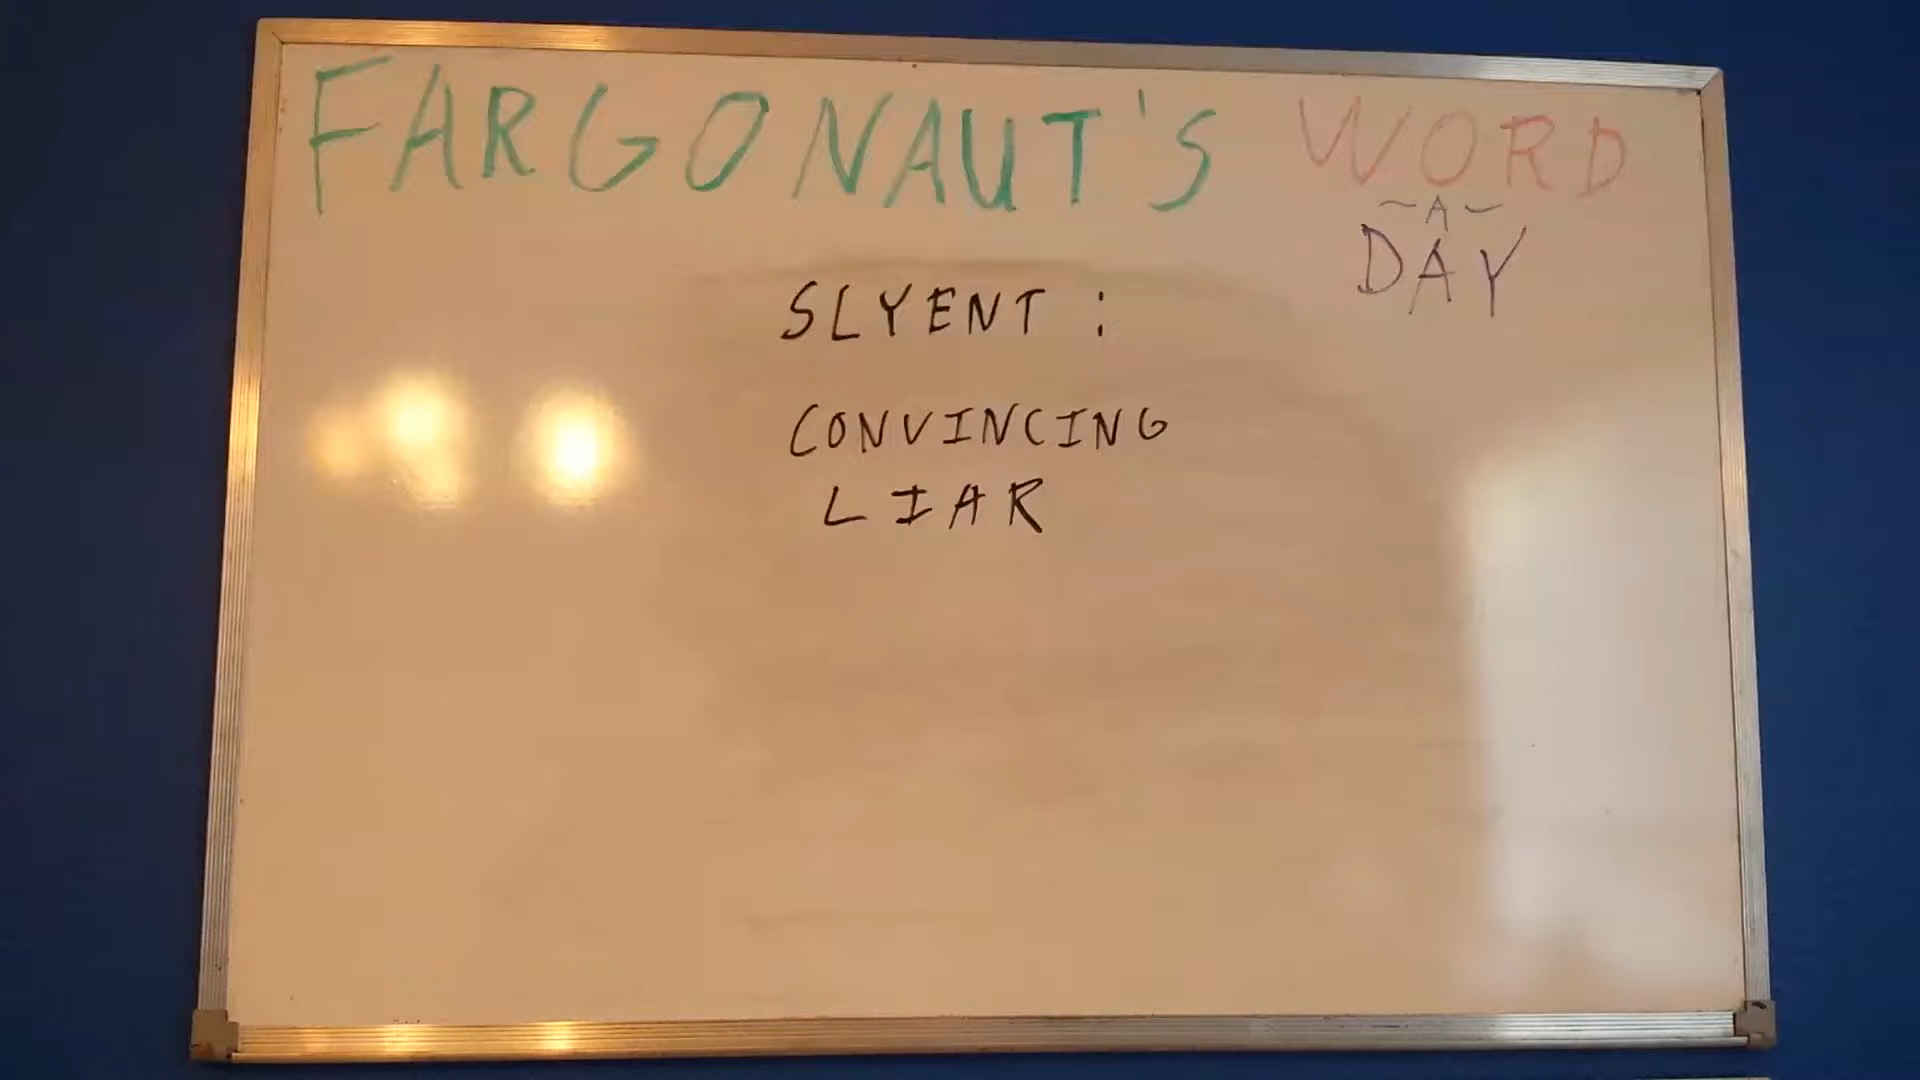 FARGONAUT'S WORD
~A~
DAY
SLYENT :
CONVINCING
LIAR